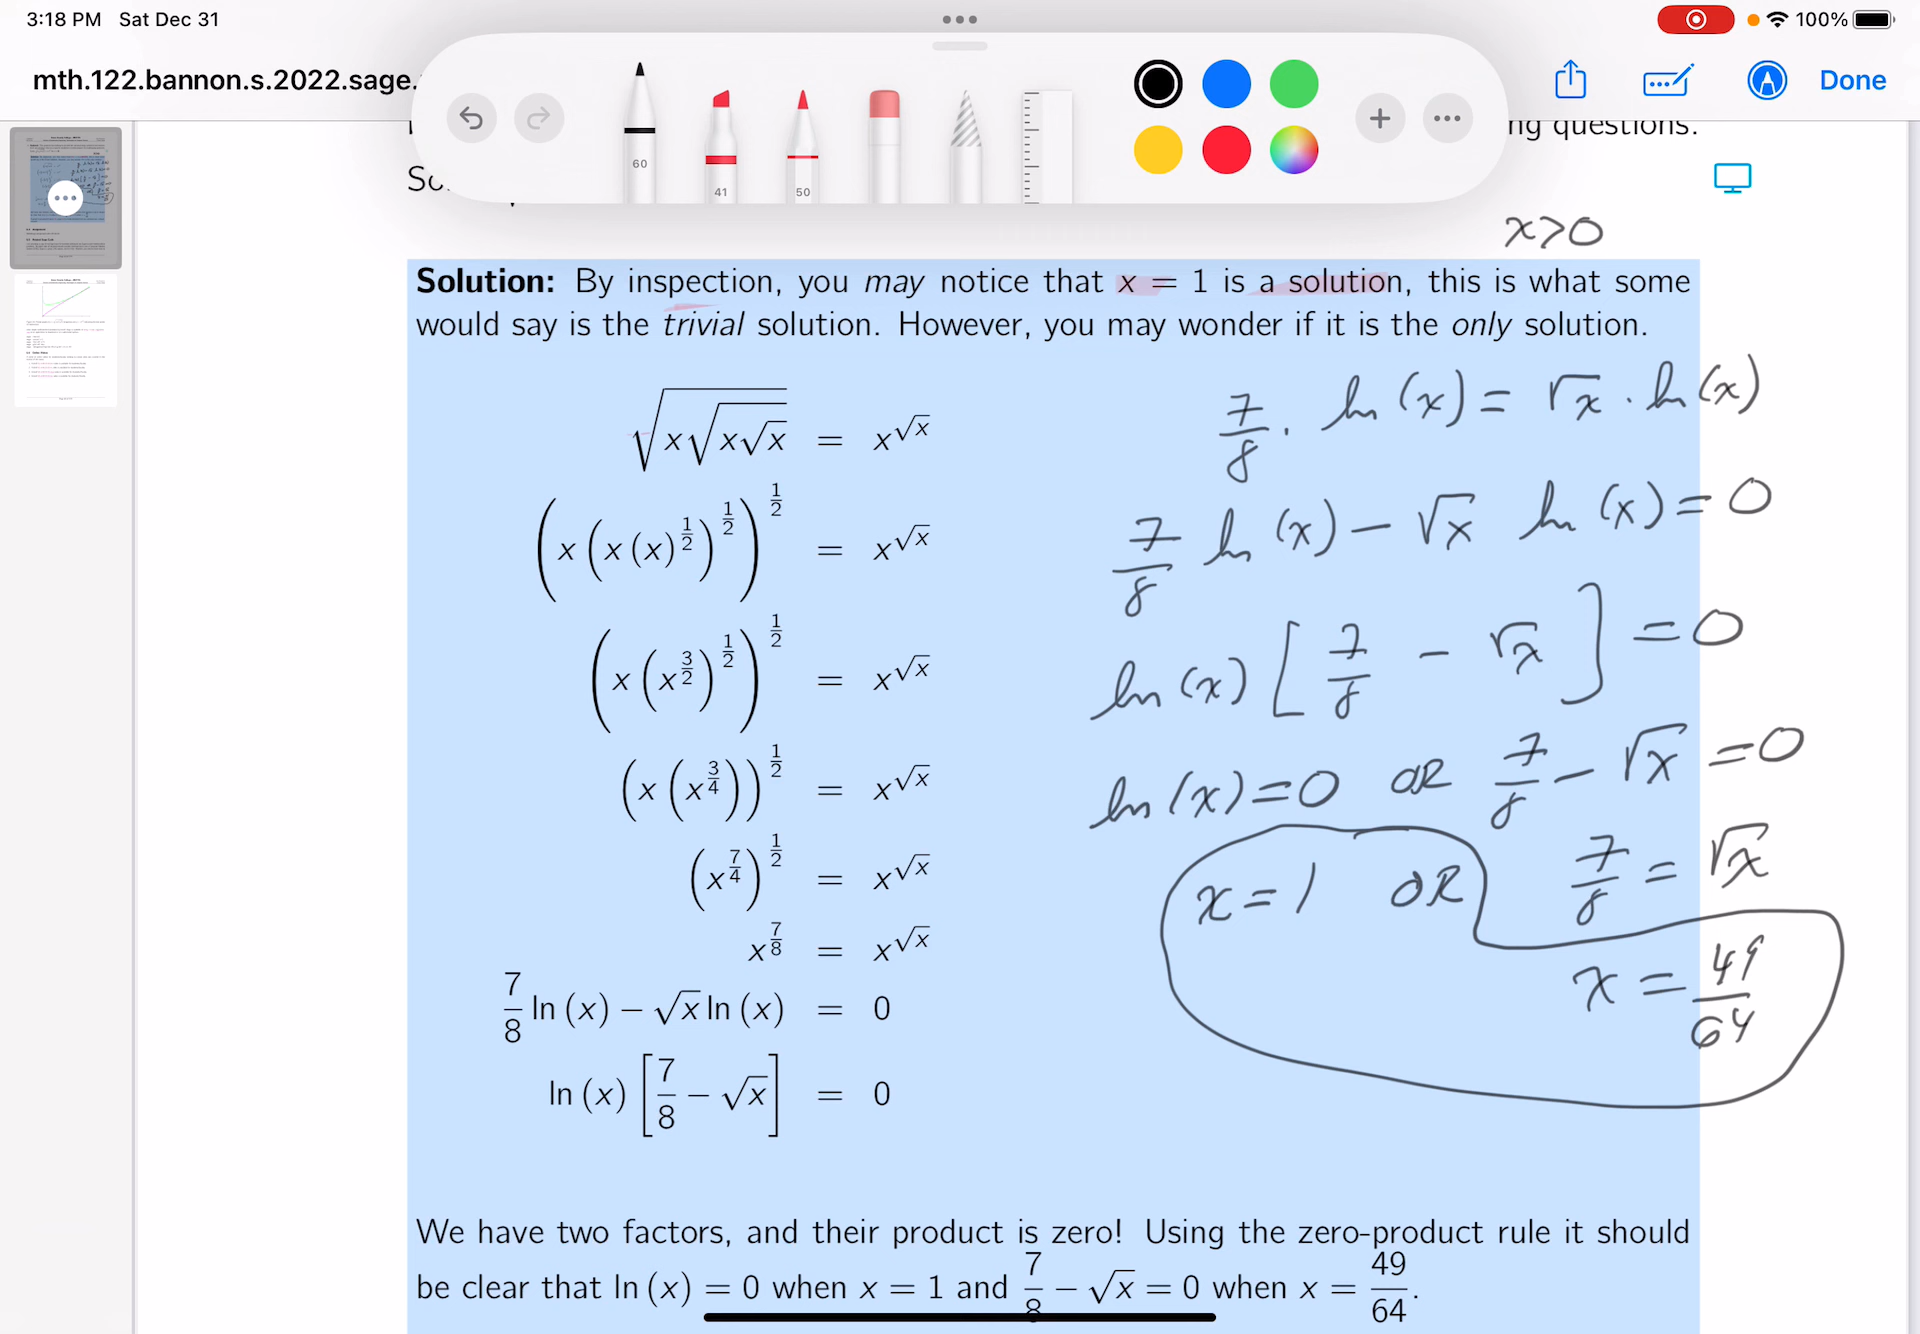 3:18 PM Sat Dec 31
100%
mth.122.bannon.s.2022.sage.
Done
60
41
50
ng questions.
x>0
Solution: By inspection, you may notice that x = 1 is a solution, this is what some
would say is the trivial solution. However, you may wonder if it is the only solution.
√(x√(x√x)) = x^√x
7/8 · ln (x) = √x · ln (x)
(x (x (x)^1/2)^1/2)^1/2 = x^√x
7/8 ln (x) − √x ln (x) = 0
(x (x^3/2)^1/2)^1/2 = x^√x
ln (x) [7/8 − √x] = 0
(x (x^3/4))^1/2 = x^√x
ln (x) = 0 OR 7/8 − √x = 0
(x^7/4)^1/2 = x^√x
x = 1 OR 7/8 = √x
x^7/8 = x^√x
x = 49/64
7/8 ln (x) − √x ln (x) = 0
ln (x) [7/8 − √x] = 0
We have two factors, and their product is zero! Using the zero-product rule it should
be clear that ln (x) = 0 when x = 1 and 7/8 − √x = 0 when x = 49/64.